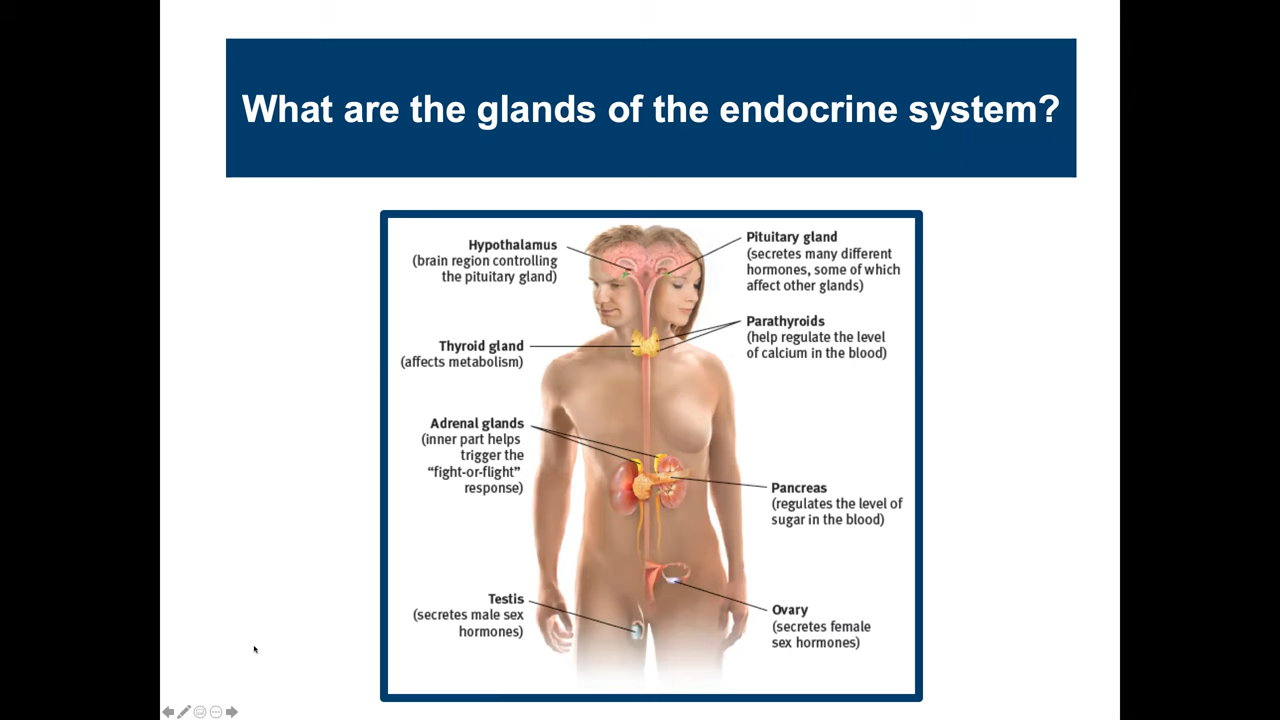 What are the glands of the endocrine system?
Hypothalamus
(brain region controlling
the pituitary gland)
Pituitary gland
(secretes many different
hormones, some of which
affect other glands)
Thyroid gland
(affects metabolism)
Parathyroids
(help regulate the level
of calcium in the blood)
Adrenal glands
(inner part helps
trigger the
“fight-or-flight”
response)
Pancreas
(regulates the level of
sugar in the blood)
Testis
(secretes male sex
hormones)
Ovary
(secretes female
sex hormones)